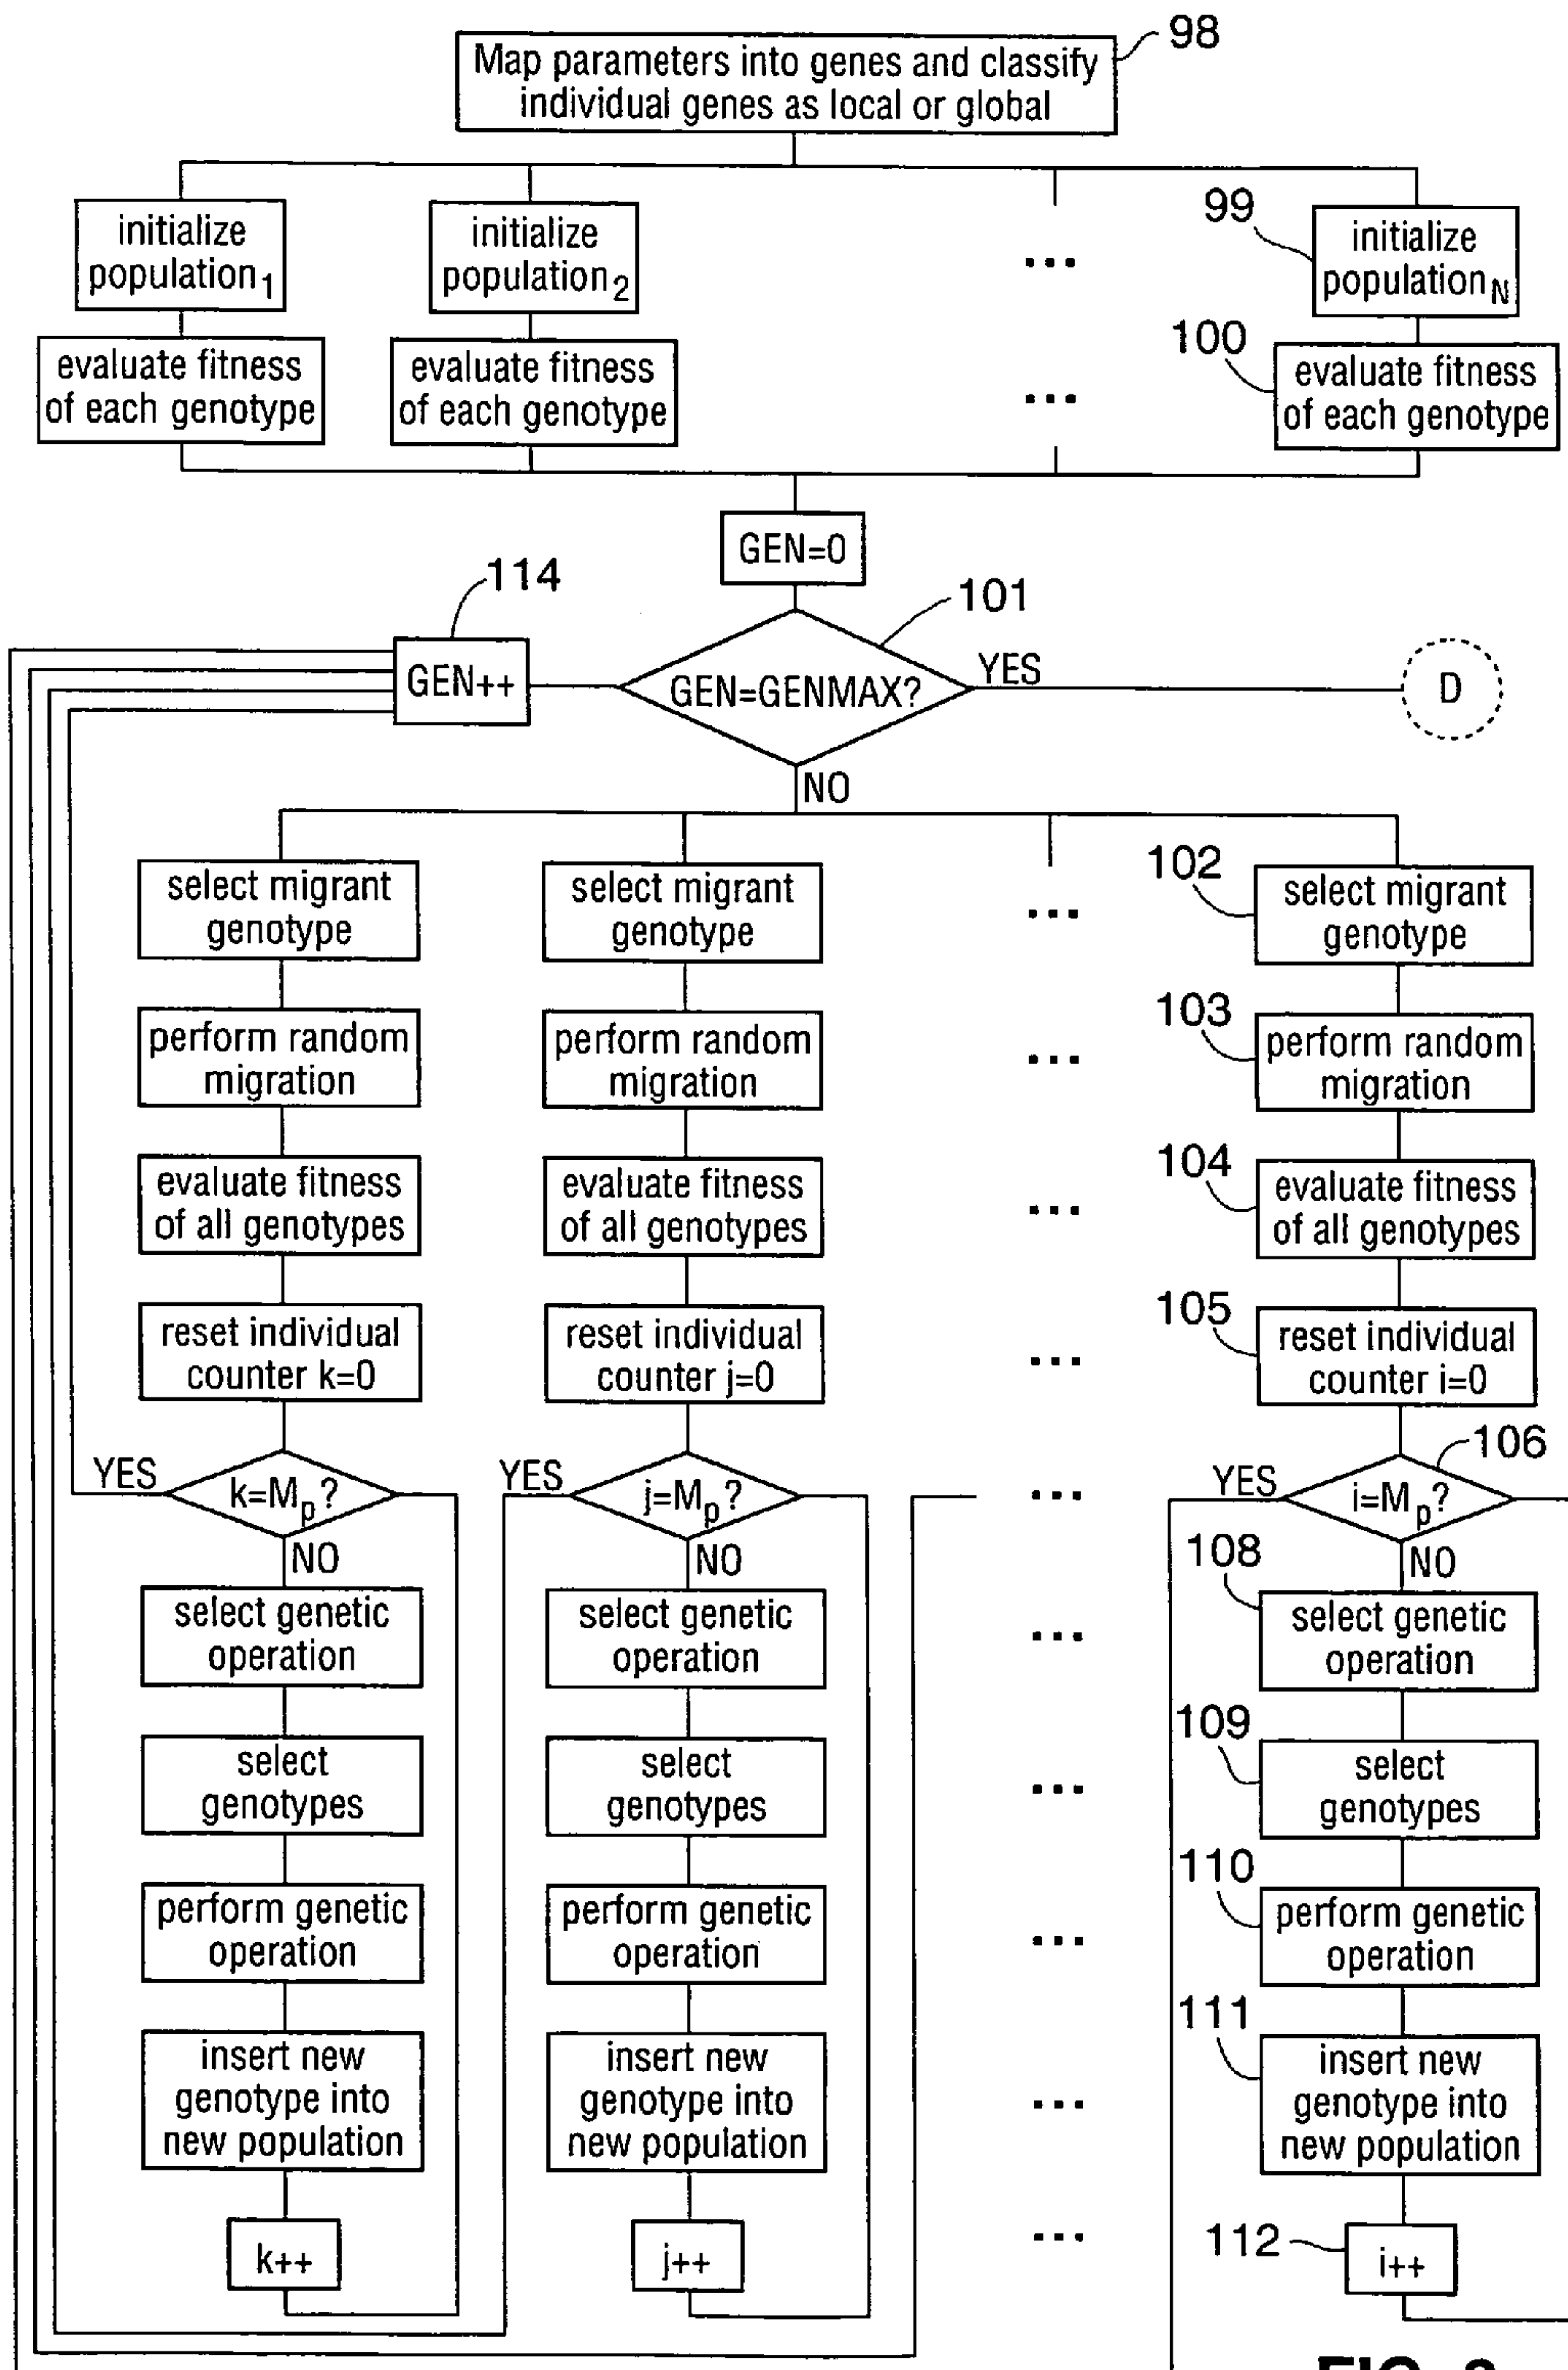 98
Map parameters into genes and classify
individual genes as local or global
initialize
population1
initialize
population2
...
99
initialize
populationN
evaluate fitness
of each genotype
evaluate fitness
of each genotype
...
100
evaluate fitness
of each genotype
GEN=0
114
GEN++
101
GEN=GENMAX?
YES
D
NO
select migrant
genotype
select migrant
genotype
...
102
select migrant
genotype
perform random
migration
perform random
migration
...
103
perform random
migration
evaluate fitness
of all genotypes
evaluate fitness
of all genotypes
...
104
evaluate fitness
of all genotypes
reset individual
counter k=0
reset individual
counter j=0
...
105
reset individual
counter i=0
YES
k=Mp?
NO
YES
j=Mp?
NO
...
106
YES
i=Mp?
NO
select genetic
operation
select genetic
operation
...
108
select genetic
operation
select
genotypes
select
genotypes
...
109
select
genotypes
perform genetic
operation
perform genetic
operation
...
110
perform genetic
operation
insert new
genotype into
new population
insert new
genotype into
new population
...
111
insert new
genotype into
new population
k++
j++
...
112
i++